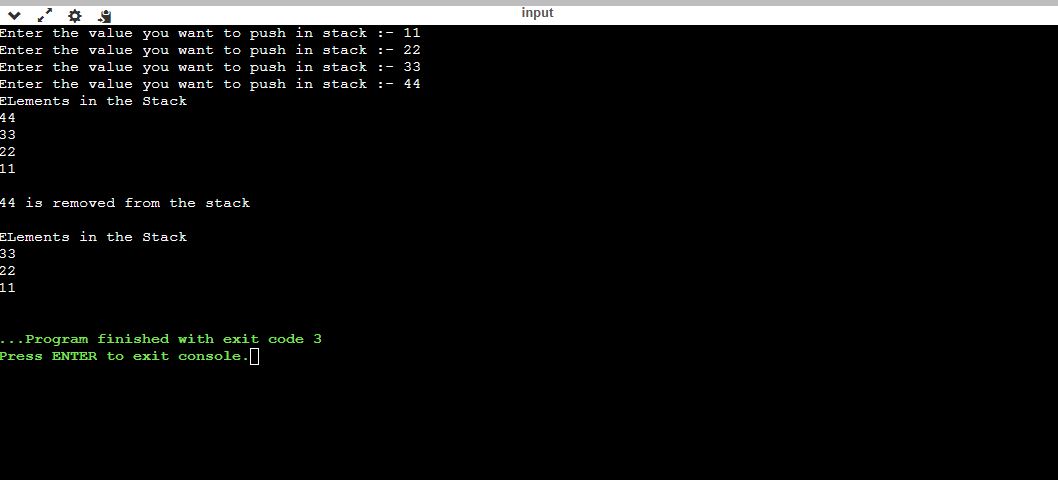 input
Enter the value you want to push in stack :- 11
Enter the value you want to push in stack :- 22
Enter the value you want to push in stack :- 33
Enter the value you want to push in stack :- 44
ELements in the Stack
44
33
22
11
44 is removed from the stack
ELements in the Stack
33
22
11
...Program finished with exit code 3
Press ENTER to exit console.